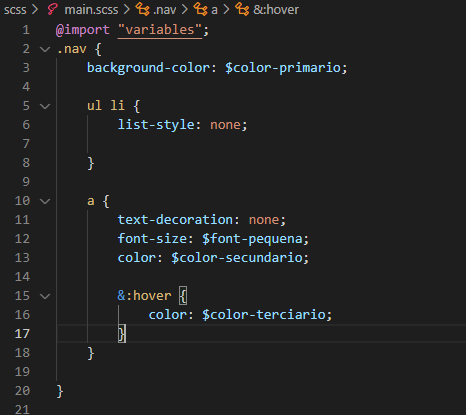 scss > main.scss > .nav > a > &:hover
1 @import "variables";
2 .nav {
3 background-color: $color-primario;
4
5 ul li {
6 list-style: none;
7
8 }
9
10 a {
11 text-decoration: none;
12 font-size: $font-pequena;
13 color: $color-secundario;
14
15 &:hover {
16 color: $color-terciario;
17 }
18 }
19
20 }
21